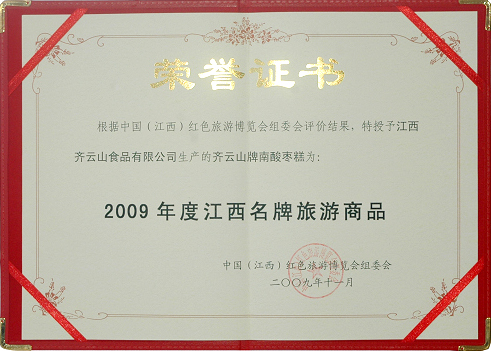 荣誉证书
根据中国（江西）红色旅游博览会组委会评价结果，特授予江西
齐云山食品有限公司生产的齐云山牌南酸枣糕为：
2009年度江西名牌旅游商品
中国（江西）红色旅游博览会组委会
二〇〇九年十一月